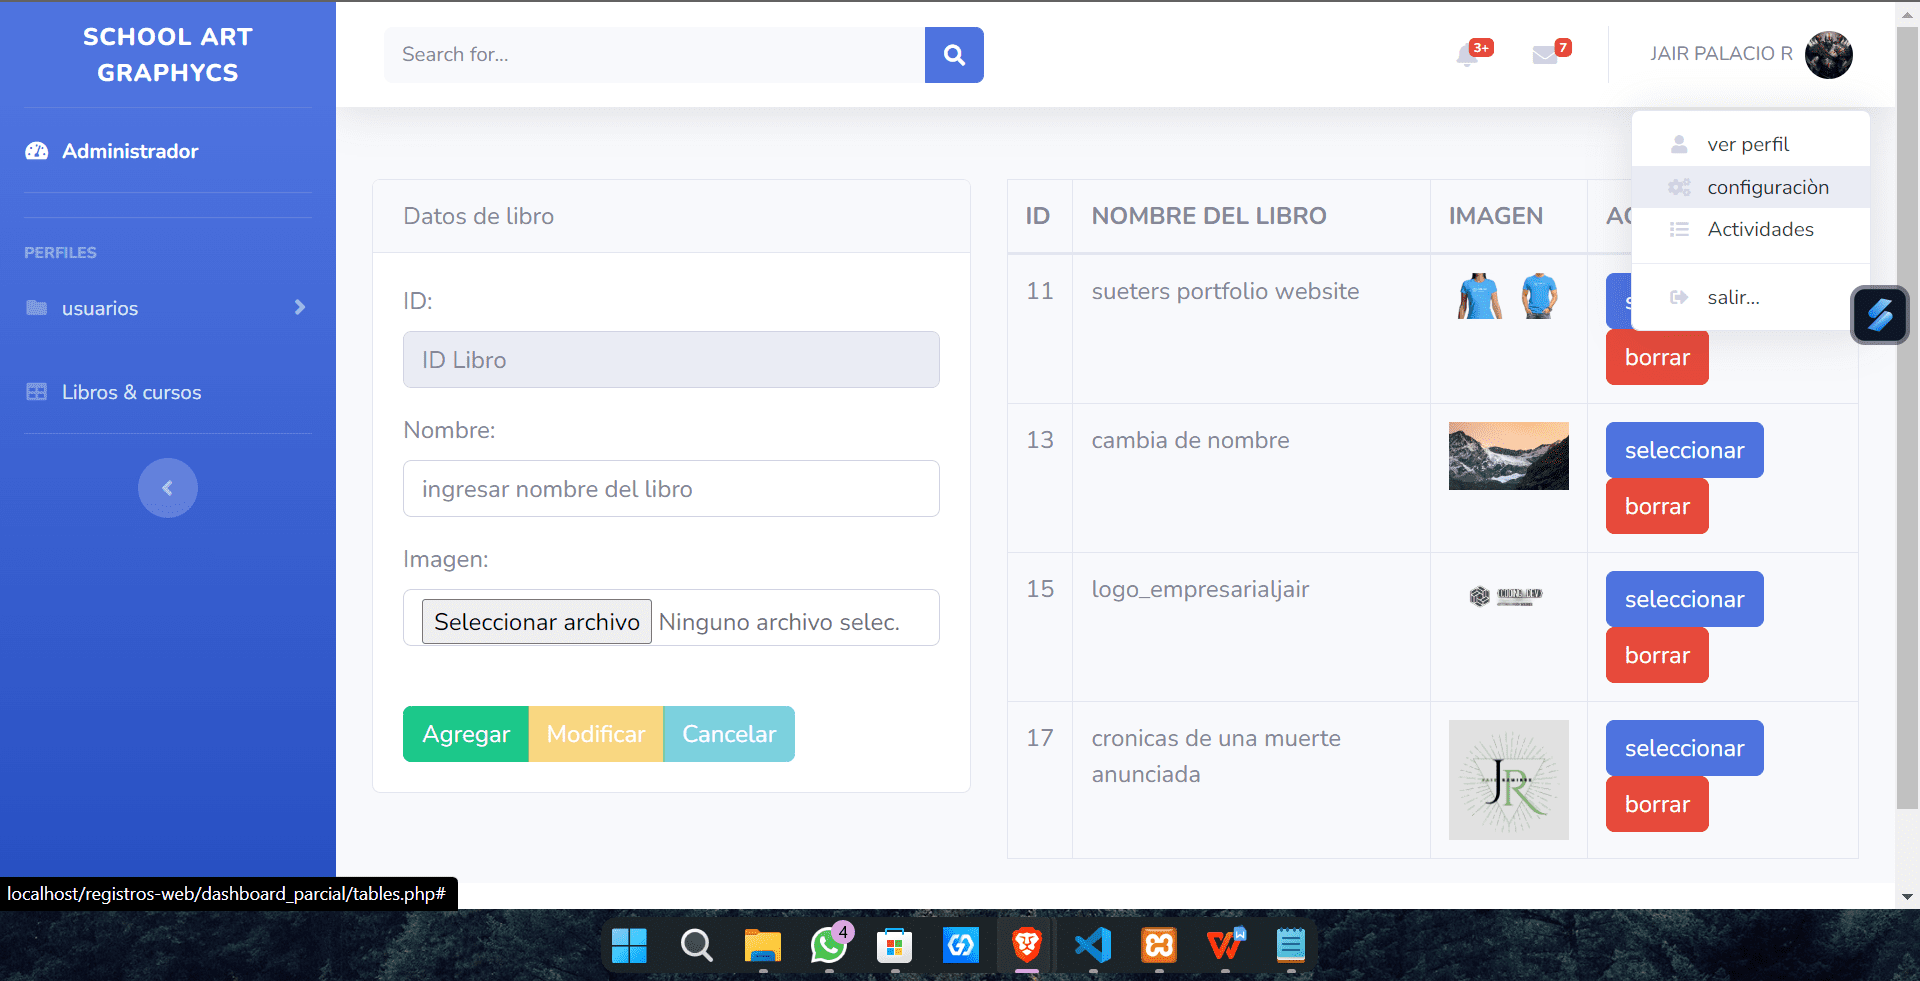 SCHOOL ART
GRAPHYCS
Administrador
PERFILES
usuarios
Libros & cursos
Search for...
3+
7
JAIR PALACIO R
ver perfil
configuraciòn
Actividades
salir...
Datos de libro
ID:
ID Libro
Nombre:
ingresar nombre del libro
Imagen:
Seleccionar archivo Ninguno archivo selec.
Agregar Modificar Cancelar
ID NOMBRE DEL LIBRO IMAGEN AC
11 sueters portfolio website
s
borrar
13 cambia de nombre
seleccionar
borrar
15 logo_empresarialjair
seleccionar
borrar
17 cronicas de una muerte
anunciada
JR
seleccionar
borrar
localhost/registros-web/dashboard_parcial/tables.php#
4